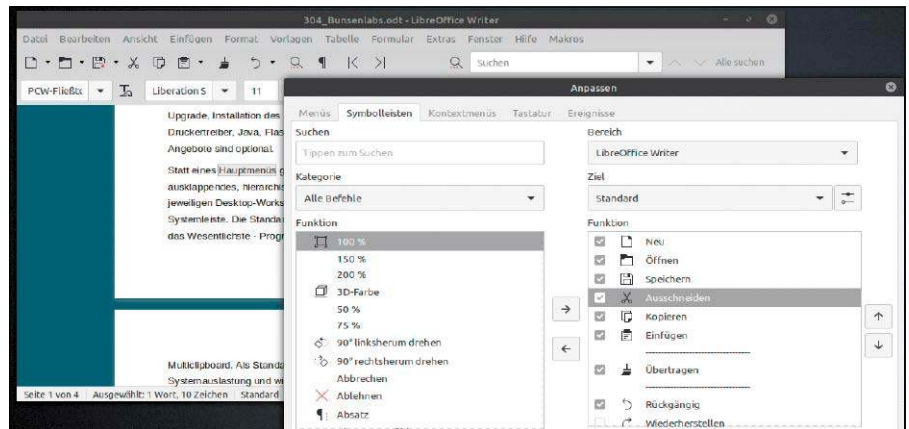 304_Bunsenlabs.odt - LibreOffice Writer
Datei Bearbeiten Ansicht Einfügen Format Vorlagen Tabelle Formular Extras Fenster Hilfe Makros
Suchen
Alle suchen
PCW-Fließtc
Liberation S
11
Upgrade, Installation des
Druckertreiber, Java, Flas
Angebote sind optional.
Statt eines Hauptmenüs g
ausklappendes, hierarchis
jeweiligen Desktop-Works
Systemleiste. Die Standa
das Wesentlichste - Progr
Multiclipboard. Als Standa
Systemauslastung und wi
Seite 1 von 4 Ausgewählt: 1 Wort, 10 Zeichen Standard
Anpassen
Menüs Symbolleisten Kontextmenüs Tastatur Ereignisse
Suchen
Tippen zum Suchen
Kategorie
Alle Befehle
Funktion
100 %
150 %
200 %
3D-Farbe
50 %
75 %
90° linksherum drehen
90° rechtsherum drehen
Abbrechen
Ablehnen
Absatz
Bereich
LibreOffice Writer
Ziel
Standard
Funktion
Neu
Öffnen
Speichern
Ausschneiden
Kopieren
Einfügen
Übertragen
Rückgängig
Wiederherstellen